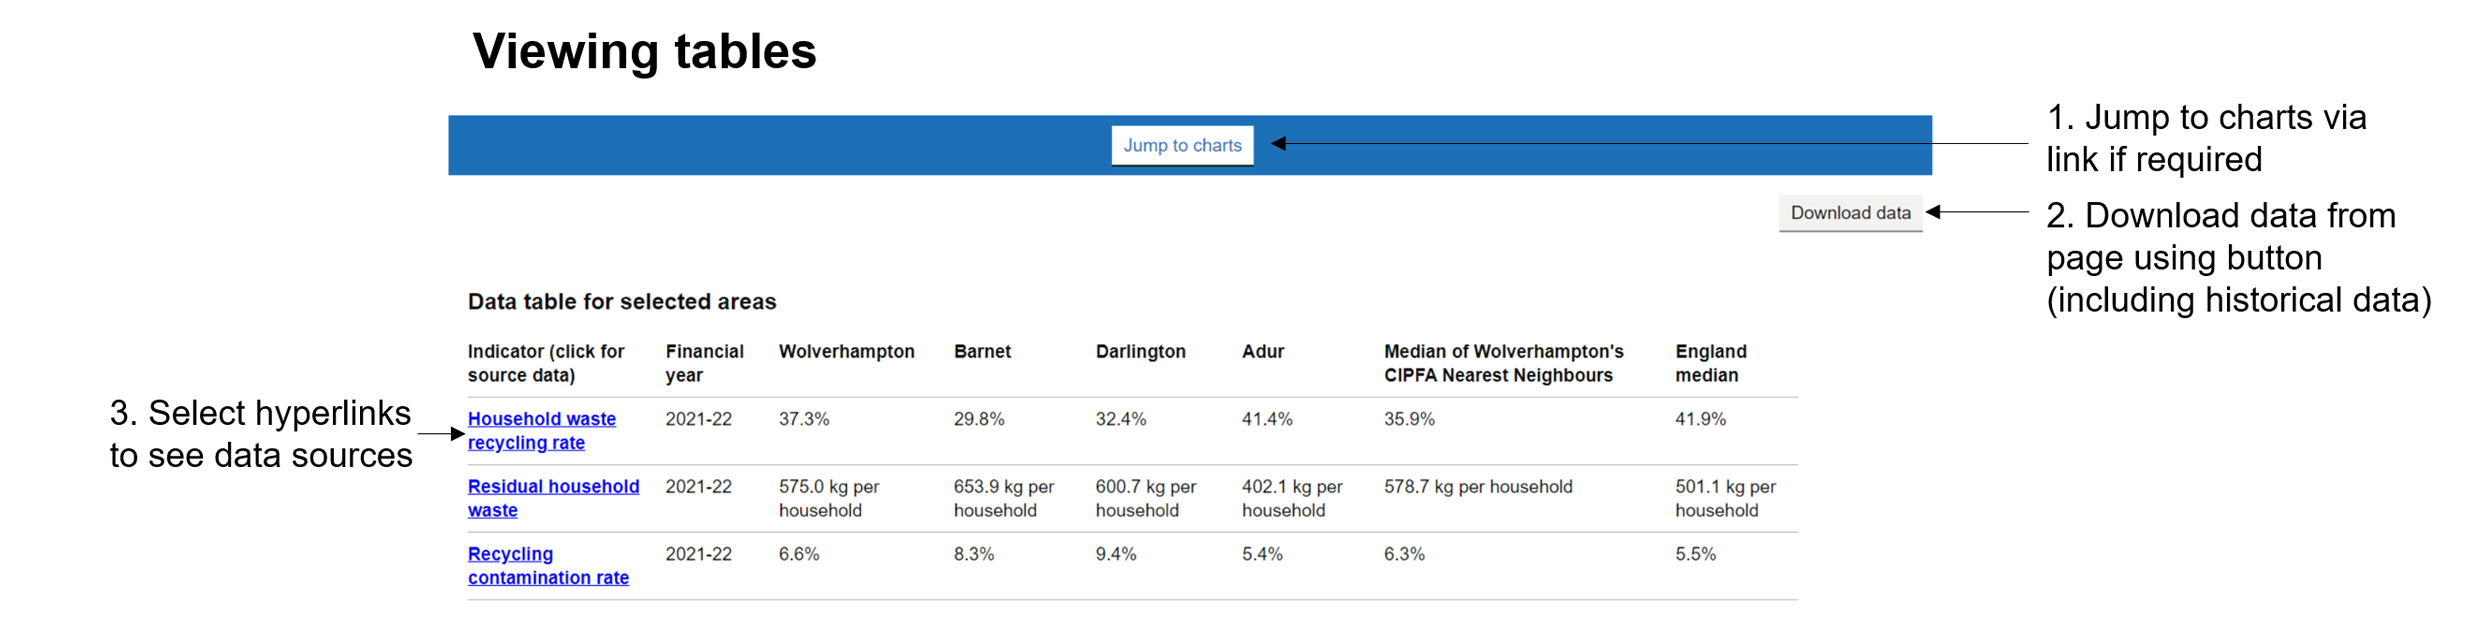 Viewing tables
Jump to charts
1. Jump to charts via
link if required
Download data
2. Download data from
page using button
(including historical data)
Data table for selected areas
Indicator (click for
source data)
Financial
year
Wolverhampton
Barnet
Darlington
Adur
Median of Wolverhampton's
CIPFA Nearest Neighbours
England
median
3. Select hyperlinks
to see data sources
Household waste
recycling rate
2021-22
37.3%
29.8%
32.4%
41.4%
35.9%
41.9%
Residual household
waste
2021-22
575.0 kg per
household
653.9 kg per
household
600.7 kg per
household
402.1 kg per
household
578.7 kg per household
501.1 kg per
household
Recycling
contamination rate
2021-22
6.6%
8.3%
9.4%
5.4%
6.3%
5.5%